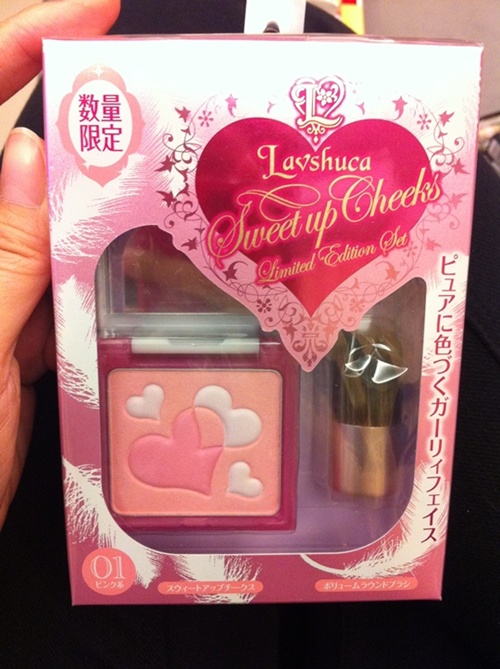 数量
限定
L
Lavshuca
Sweet up Cheeks
Limited Edition Set
ピュアに色づくガーリィフェイス
01
ピンク系
スウィートアップチークス
ボリュームラウンドブラシ